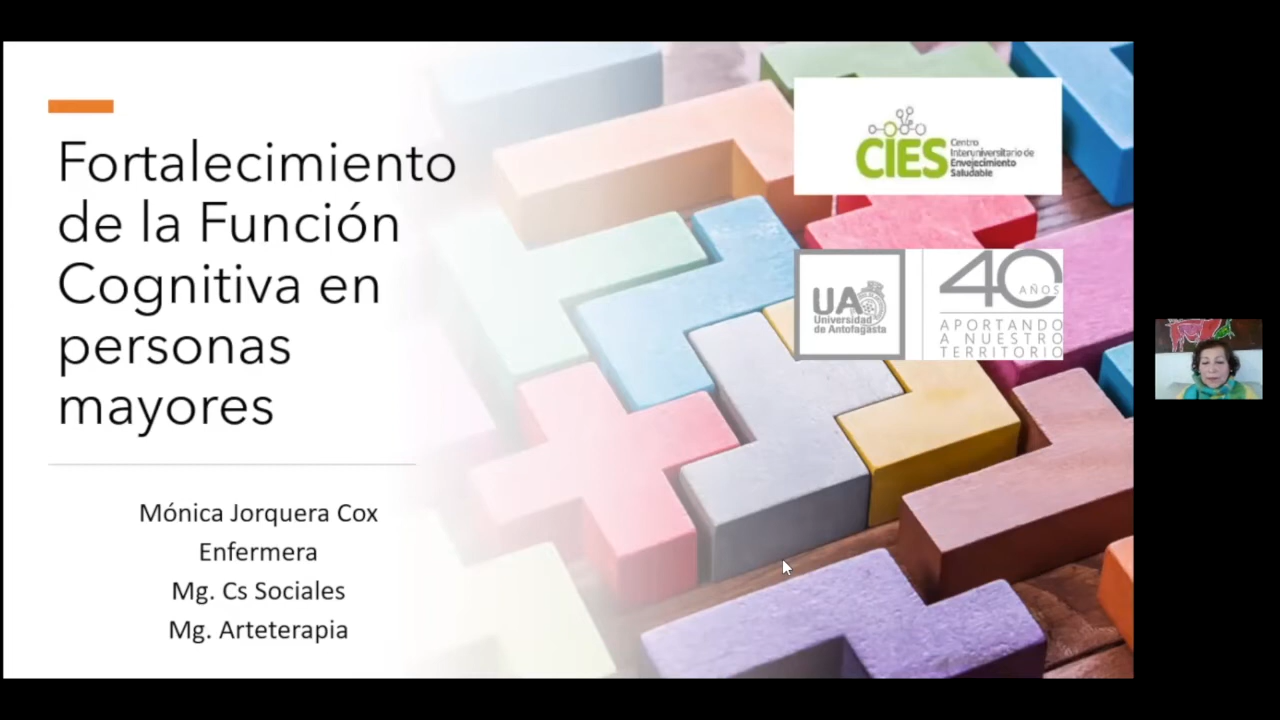 Fortalecimiento
de la Función
Cognitiva en
personas
mayores
Mónica Jorquera Cox
Enfermera
Mg. Cs Sociales
Mg. Arteterapia
CIES
Centro
Interuniversitario de
Envejecimiento
Saludable
UA
Universidad
de Antofagasta
40
AÑOS
APORTANDO
A NUESTRO
TERRITORIO